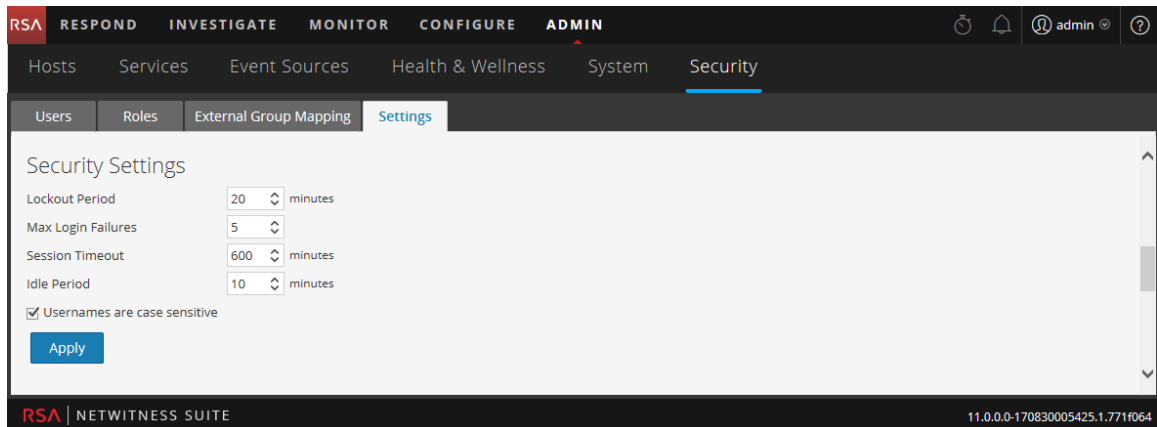 RSA RESPOND INVESTIGATE MONITOR CONFIGURE ADMIN admin ?
Hosts Services Event Sources Health & Wellness System Security
Users Roles External Group Mapping Settings
Security Settings
Lockout Period 20 minutes
Max Login Failures 5
Session Timeout 600 minutes
Idle Period 10 minutes
Usernames are case sensitive
Apply
RSA | NETWITNESS SUITE 11.0.0.0-170830005425.1.771f064